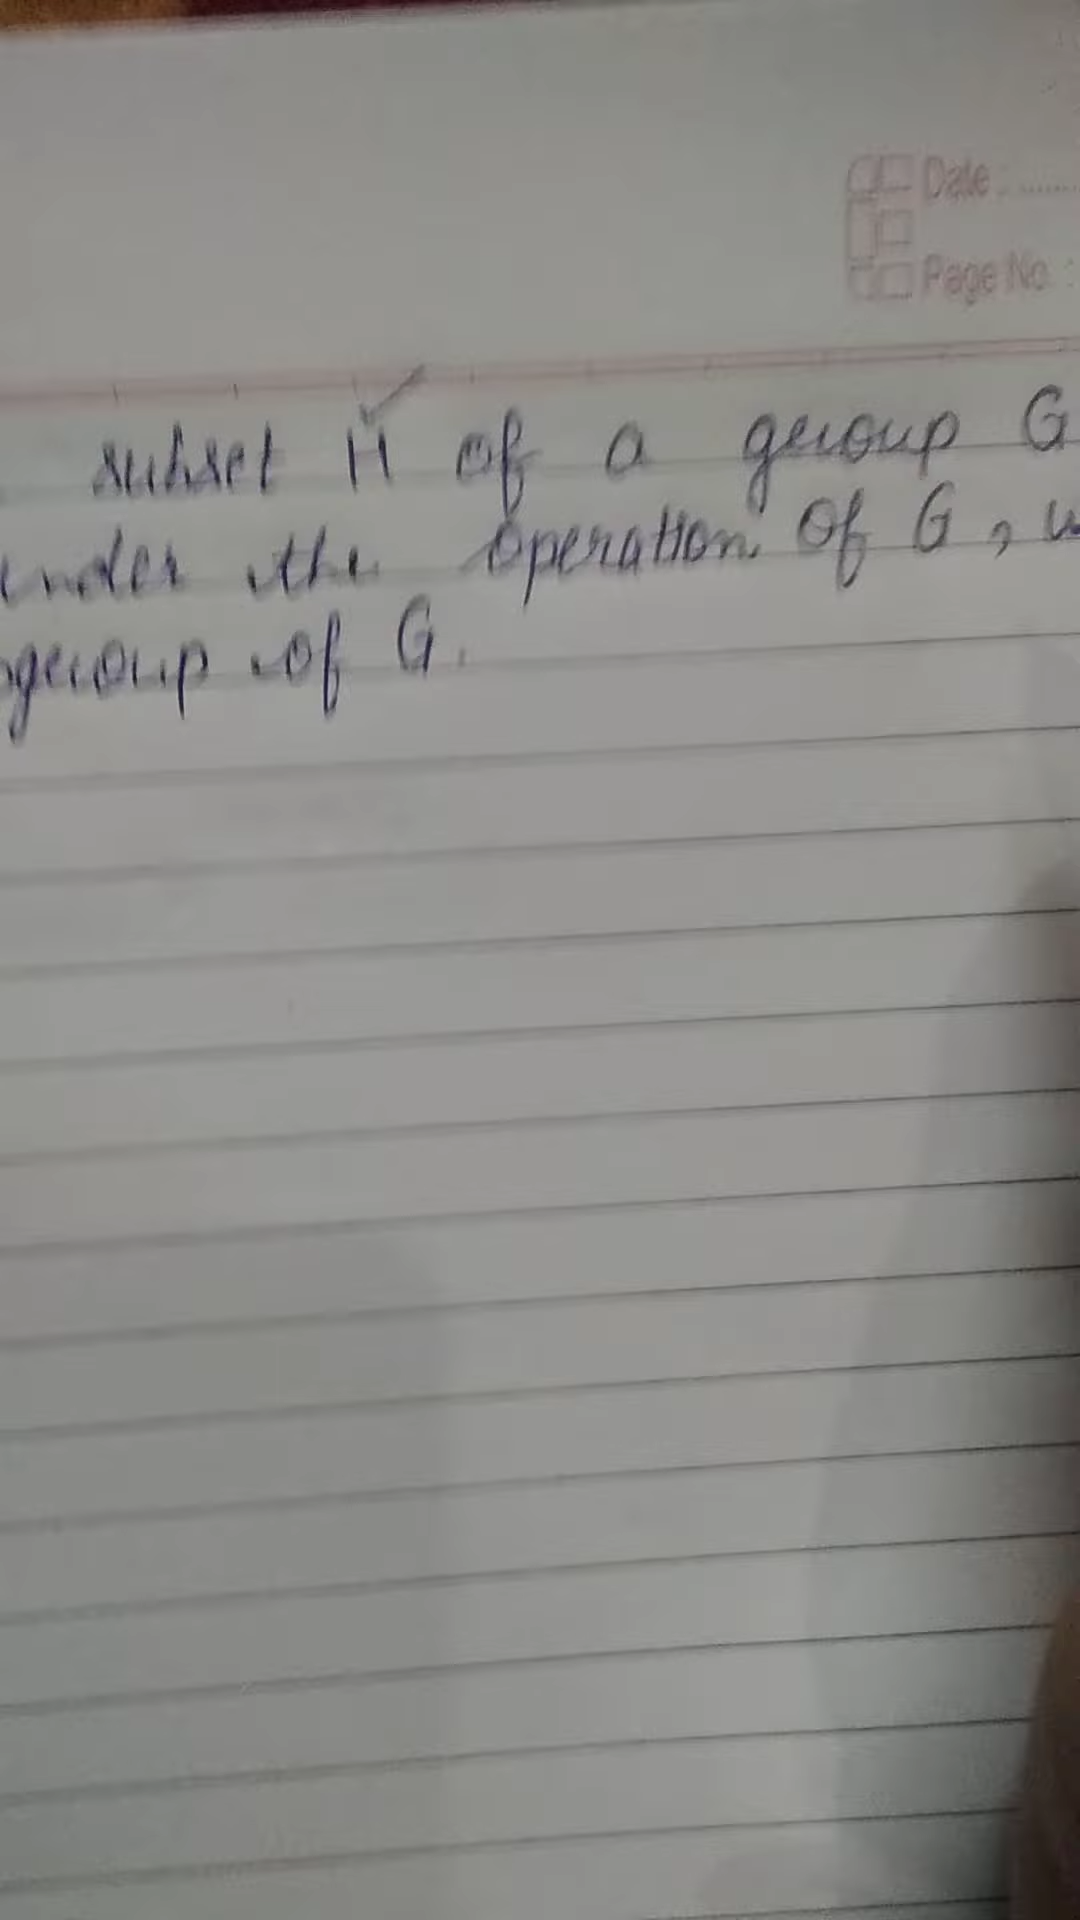 Date : ........
Page No. :
subset H of a group G
under the operation of G,
group of G.